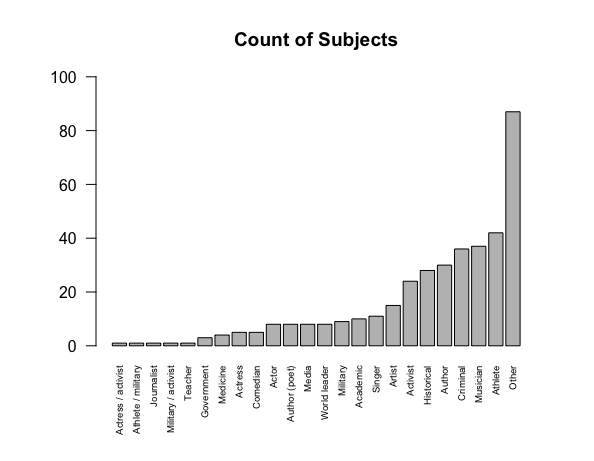 Count of Subjects
100
80
60
40
20
0
Actress / activist
Athlete / military
Journalist
Military / activist
Teacher
Government
Medicine
Actress
Comedian
Actor
Author (poet)
Media
World leader
Military
Academic
Singer
Artist
Activist
Historical
Author
Criminal
Musician
Athlete
Other